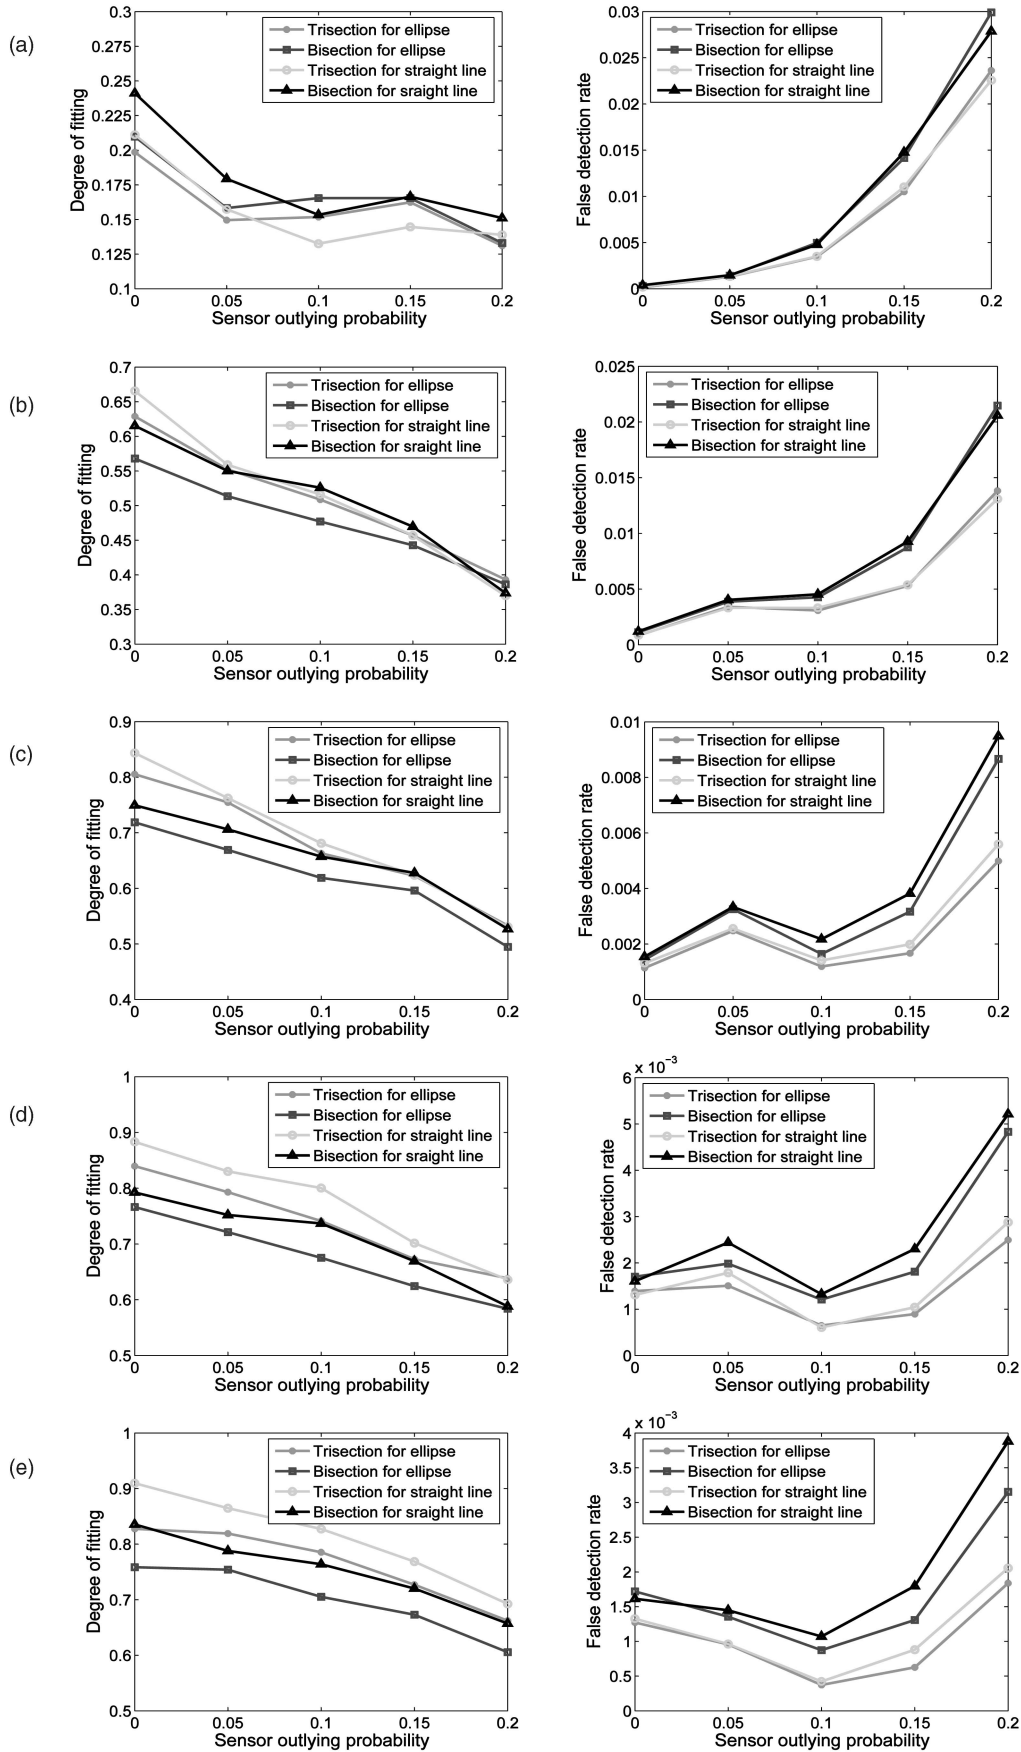 (a)
0.3
0.275
0.25
0.225
0.2
0.175
0.15
0.125
0.1
Degree of fitting
Trisection for ellipse
Bisection for ellipse
Trisection for straight line
Bisection for sraight line
0 0.05 0.1 0.15 0.2
Sensor outlying probability
0.03
0.025
0.02
0.015
0.01
0.005
0
False detection rate
Trisection for ellipse
Bisection for ellipse
Trisection for straight line
Bisection for straight line
0 0.05 0.1 0.15 0.2
Sensor outlying probability
(b)
0.7
0.65
0.6
0.55
0.5
0.45
0.4
0.35
0.3
Degree of fitting
Trisection for ellipse
Bisection for ellipse
Trisection for straight line
Bisection for sraight line
0 0.05 0.1 0.15 0.2
Sensor outlying probability
0.025
0.02
0.015
0.01
0.005
0
False detection rate
Trisection for ellipse
Bisection for ellipse
Trisection for straight line
Bisection for straight line
0 0.05 0.1 0.15 0.2
Sensor outlying probability
(c)
0.9
0.8
0.7
0.6
0.5
0.4
Degree of fitting
Trisection for ellipse
Bisection for ellipse
Trisection for straight line
Bisection for sraight line
0 0.05 0.1 0.15 0.2
Sensor outlying probability
0.01
0.008
0.006
0.004
0.002
0
False detection rate
Trisection for ellipse
Bisection for ellipse
Trisection for straight line
Bisection for straight line
0 0.05 0.1 0.15 0.2
Sensor outlying probability
(d)
1
0.9
0.8
0.7
0.6
0.5
Degree of fitting
Trisection for ellipse
Bisection for ellipse
Trisection for straight line
Bisection for sraight line
0 0.05 0.1 0.15 0.2
Sensor outlying probability
x 10⁻³
6
5
4
3
2
1
0
False detection rate
Trisection for ellipse
Bisection for ellipse
Trisection for straight line
Bisection for straight line
0 0.05 0.1 0.15 0.2
Sensor outlying probability
(e)
1
0.9
0.8
0.7
0.6
0.5
Degree of fitting
Trisection for ellipse
Bisection for ellipse
Trisection for straight line
Bisection for sraight line
0 0.05 0.1 0.15 0.2
Sensor outlying probability
x 10⁻³
4
3.5
3
2.5
2
1.5
1
0.5
0
False detection rate
Trisection for ellipse
Bisection for ellipse
Trisection for straight line
Bisection for straight line
0 0.05 0.1 0.15 0.2
Sensor outlying probability